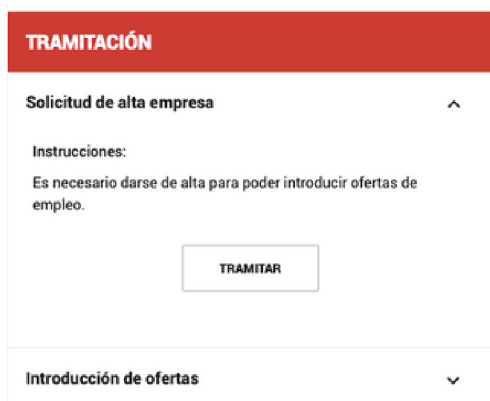 TRAMITACIÓN
Solicitud de alta empresa
Instrucciones:
Es necesario darse de alta para poder introducir ofertas de
empleo.
TRAMITAR
Introducción de ofertas